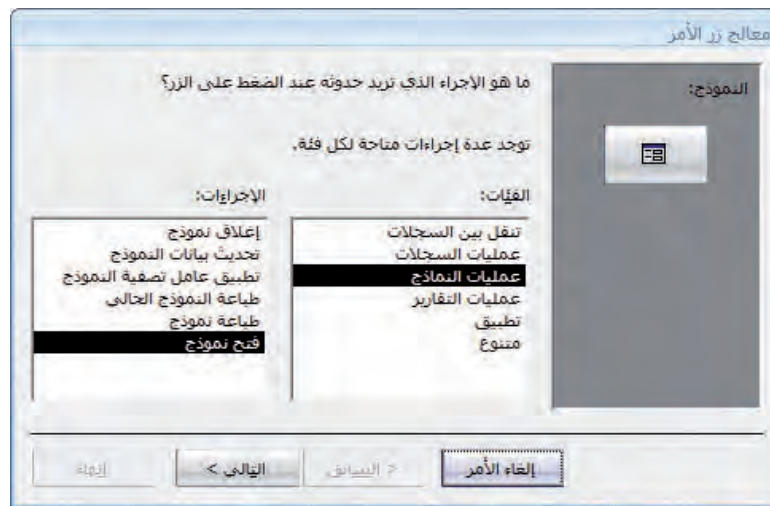 معالج زر الأمر
النموذج:
ما هو الإجراء الذي تريد حدوثه عند الضغط على الزر؟
توجد عدة إجراءات متاحة لكل فئة.
الفئات:
تنقل بين السجلات
عمليات السجلات
عمليات النماذج
عمليات التقارير
تطبيق
متنوع
الإجراءات:
إغلاق نموذج
تحديث بيانات النموذج
تطبيق عامل تصفية النموذج
طباعة النموذج الحالي
طباعة نموذج
فتح نموذج
إلغاء الأمر
< السابق
التالي >
إنهاء